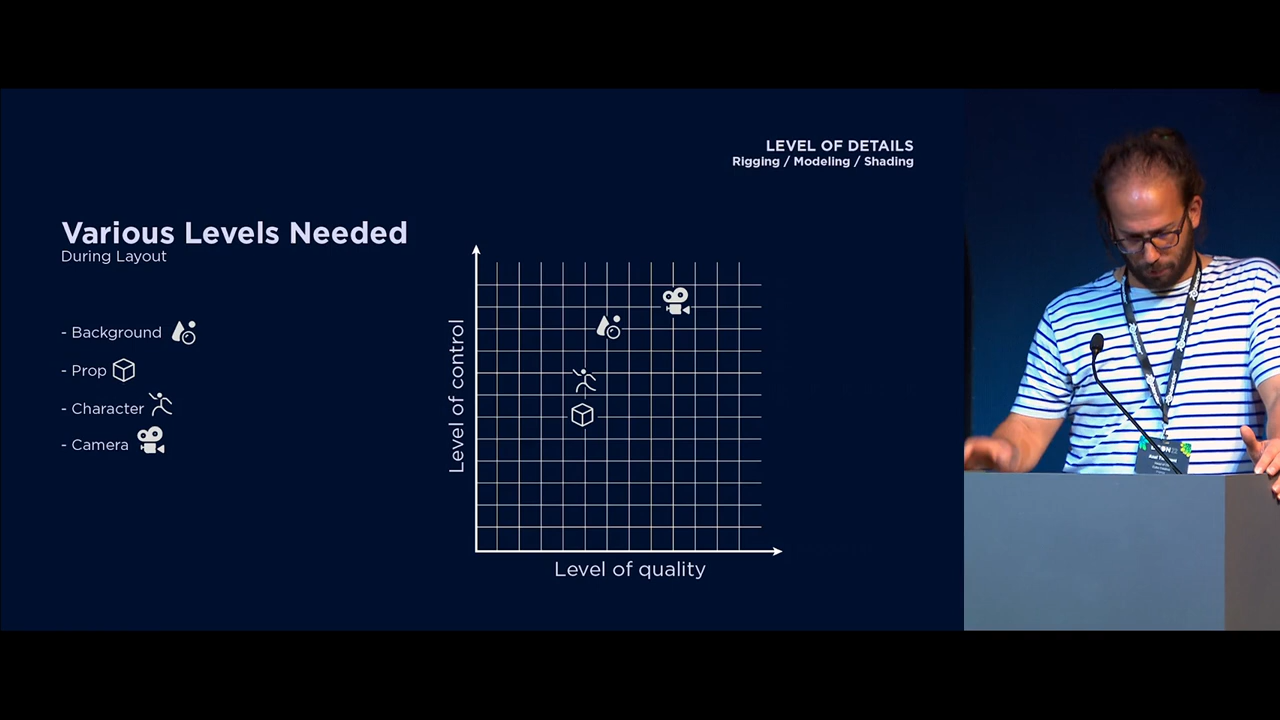 LEVEL OF DETAILS
Rigging / Modeling / Shading
Various Levels Needed
During Layout
- Background
- Prop
- Character
- Camera
Level of control
Level of quality